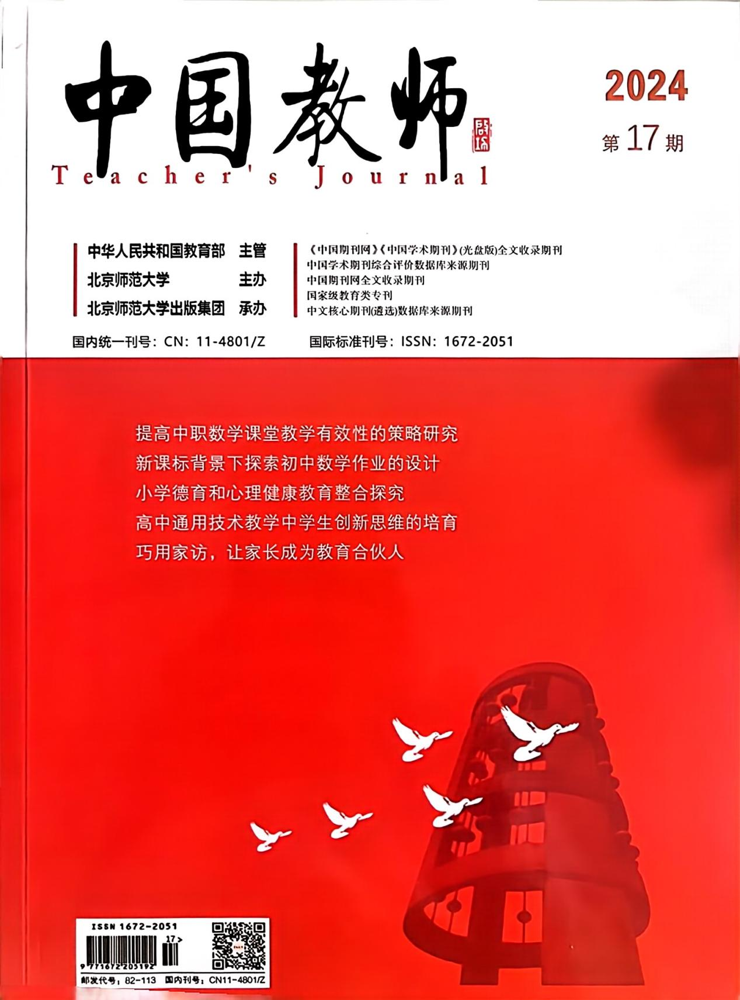 中国教师
启功
Teacher's Journal
2024
第17期
中华人民共和国教育部 主管
北京师范大学 主办
北京师范大学出版集团 承办
《中国期刊网》《中国学术期刊》(光盘版)全文收录期刊
中国学术期刊综合评价数据库来源期刊
中国期刊网全文收录期刊
国家级教育类专刊
中文核心期刊(遴选)数据库来源期刊
国内统一刊号：CN：11-4801/Z
国际标准刊号：ISSN：1672-2051
提高中职数学课堂教学有效性的策略研究
新课标背景下探索初中数学作业的设计
小学德育和心理健康教育整合探究
高中通用技术教学中学生创新思维的培育
巧用家访，让家长成为教育合伙人
ISSN 1672-2051
17>
9 771672 205192
邮发代号：82-113 国内刊号：CN11-4801/Z